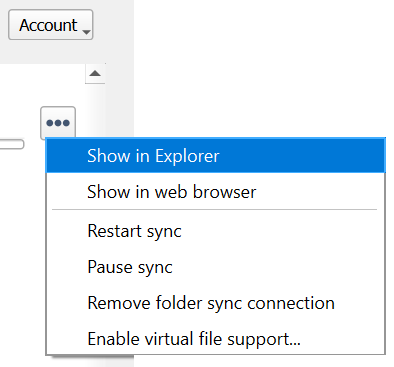 Account
Show in Explorer
Show in web browser
Restart sync
Pause sync
Remove folder sync connection
Enable virtual file support...